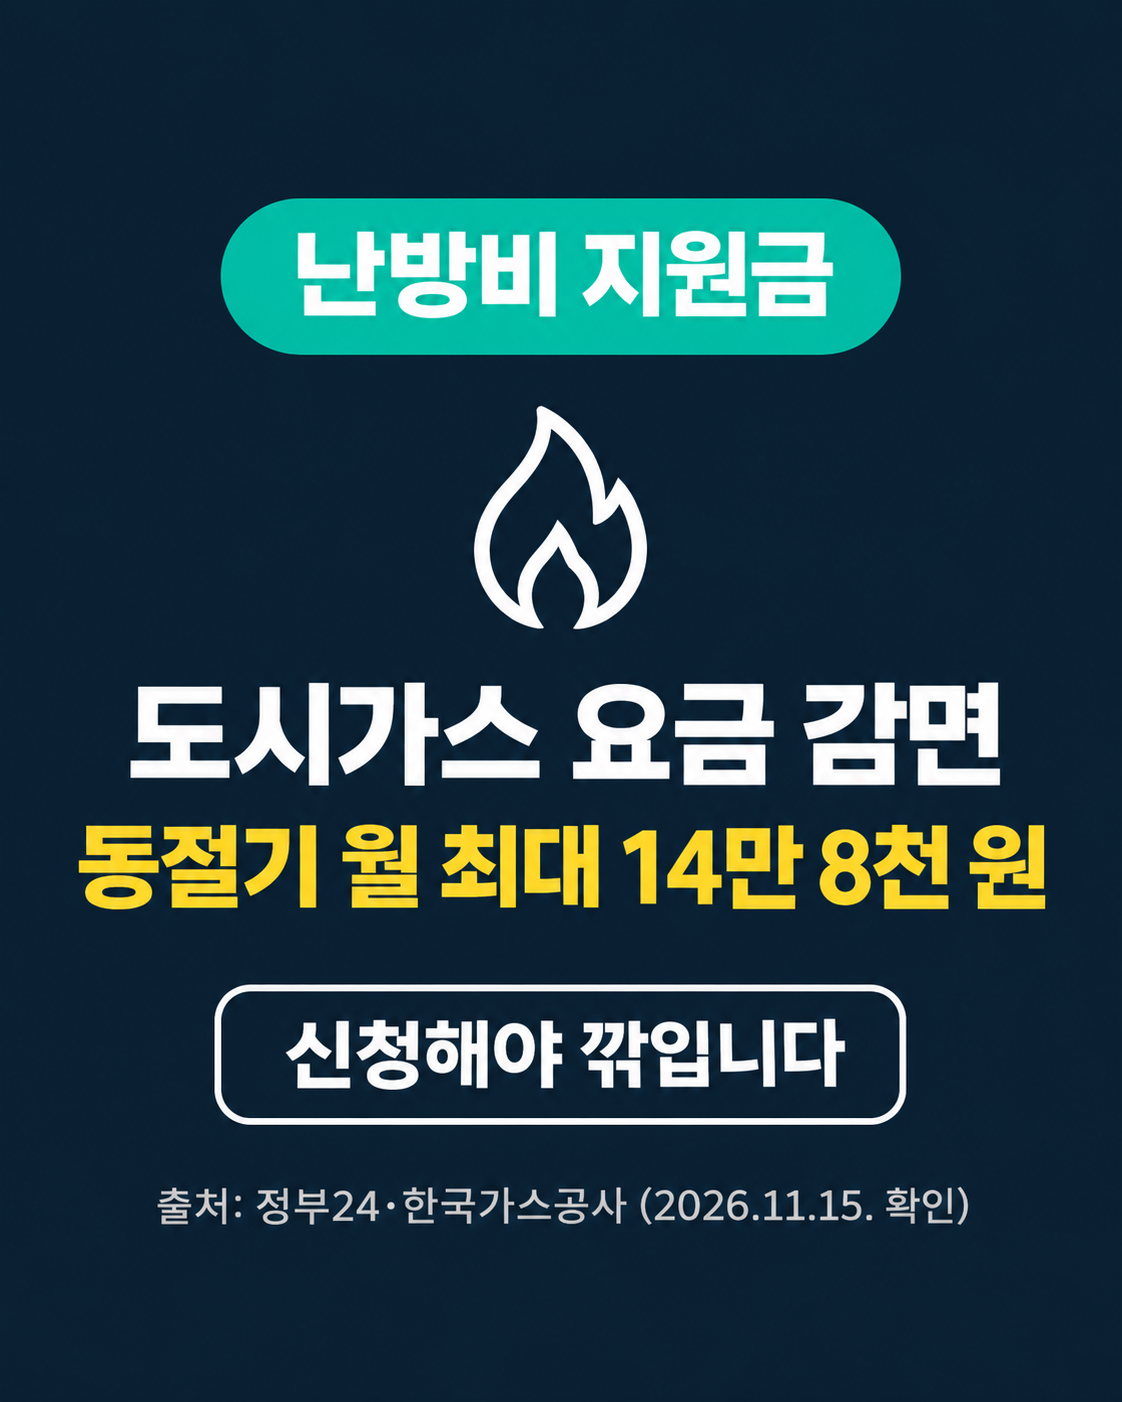 난방비 지원금
도시가스 요금 감면
동절기 월 최대 14만 8천 원
신청해야 깎입니다
출처: 정부24·한국가스공사 (2026.11.15. 확인)